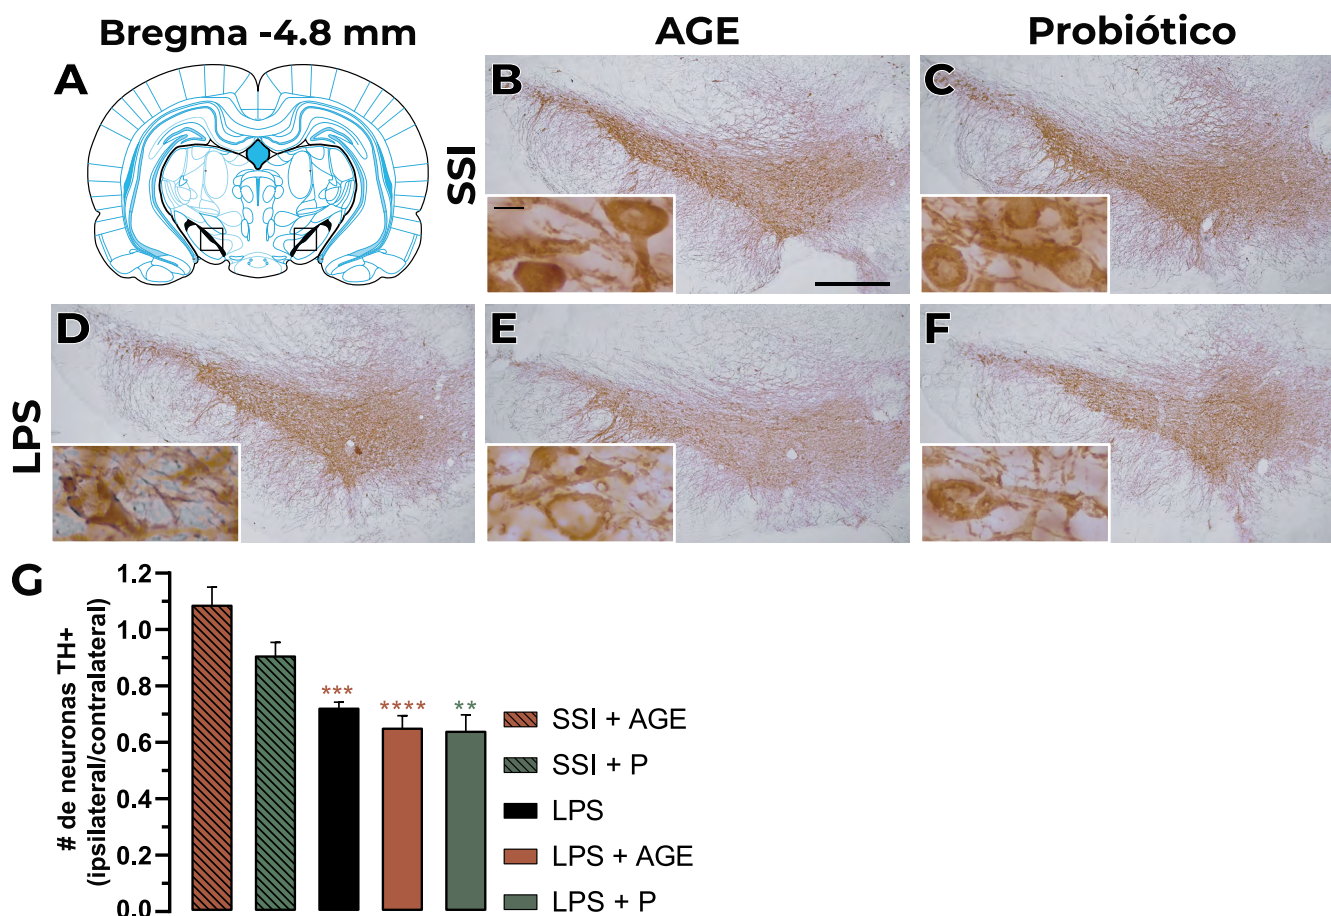 Bregma -4.8 mm
AGE
Probiótico
A
B
C
SSI
D
E
F
LPS
G
# de neuronas TH+
(ipsilateral/contralateral)
1.2
1.0
0.8
0.6
0.4
0.2
0.0
***
****
**
SSI + AGE
SSI + P
LPS
LPS + AGE
LPS + P